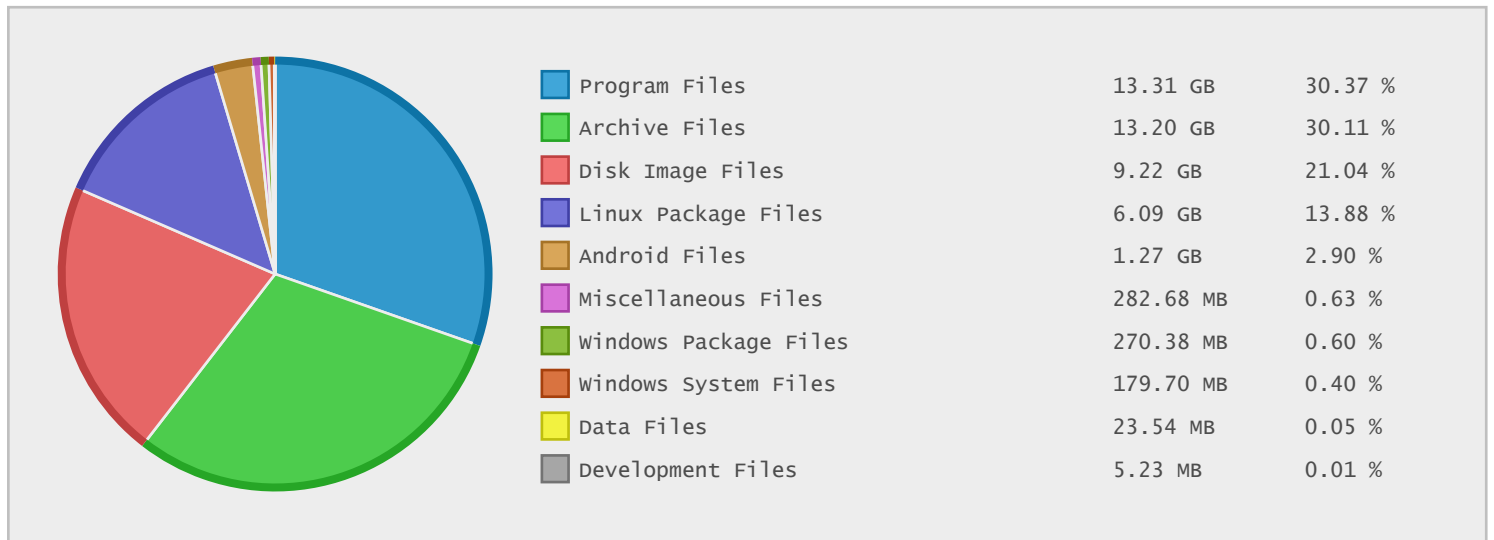 Program Files 13.31 GB 30.37 %
Archive Files 13.20 GB 30.11 %
Disk Image Files 9.22 GB 21.04 %
Linux Package Files 6.09 GB 13.88 %
Android Files 1.27 GB 2.90 %
Miscellaneous Files 282.68 MB 0.63 %
Windows Package Files 270.38 MB 0.60 %
Windows System Files 179.70 MB 0.40 %
Data Files 23.54 MB 0.05 %
Development Files 5.23 MB 0.01 %